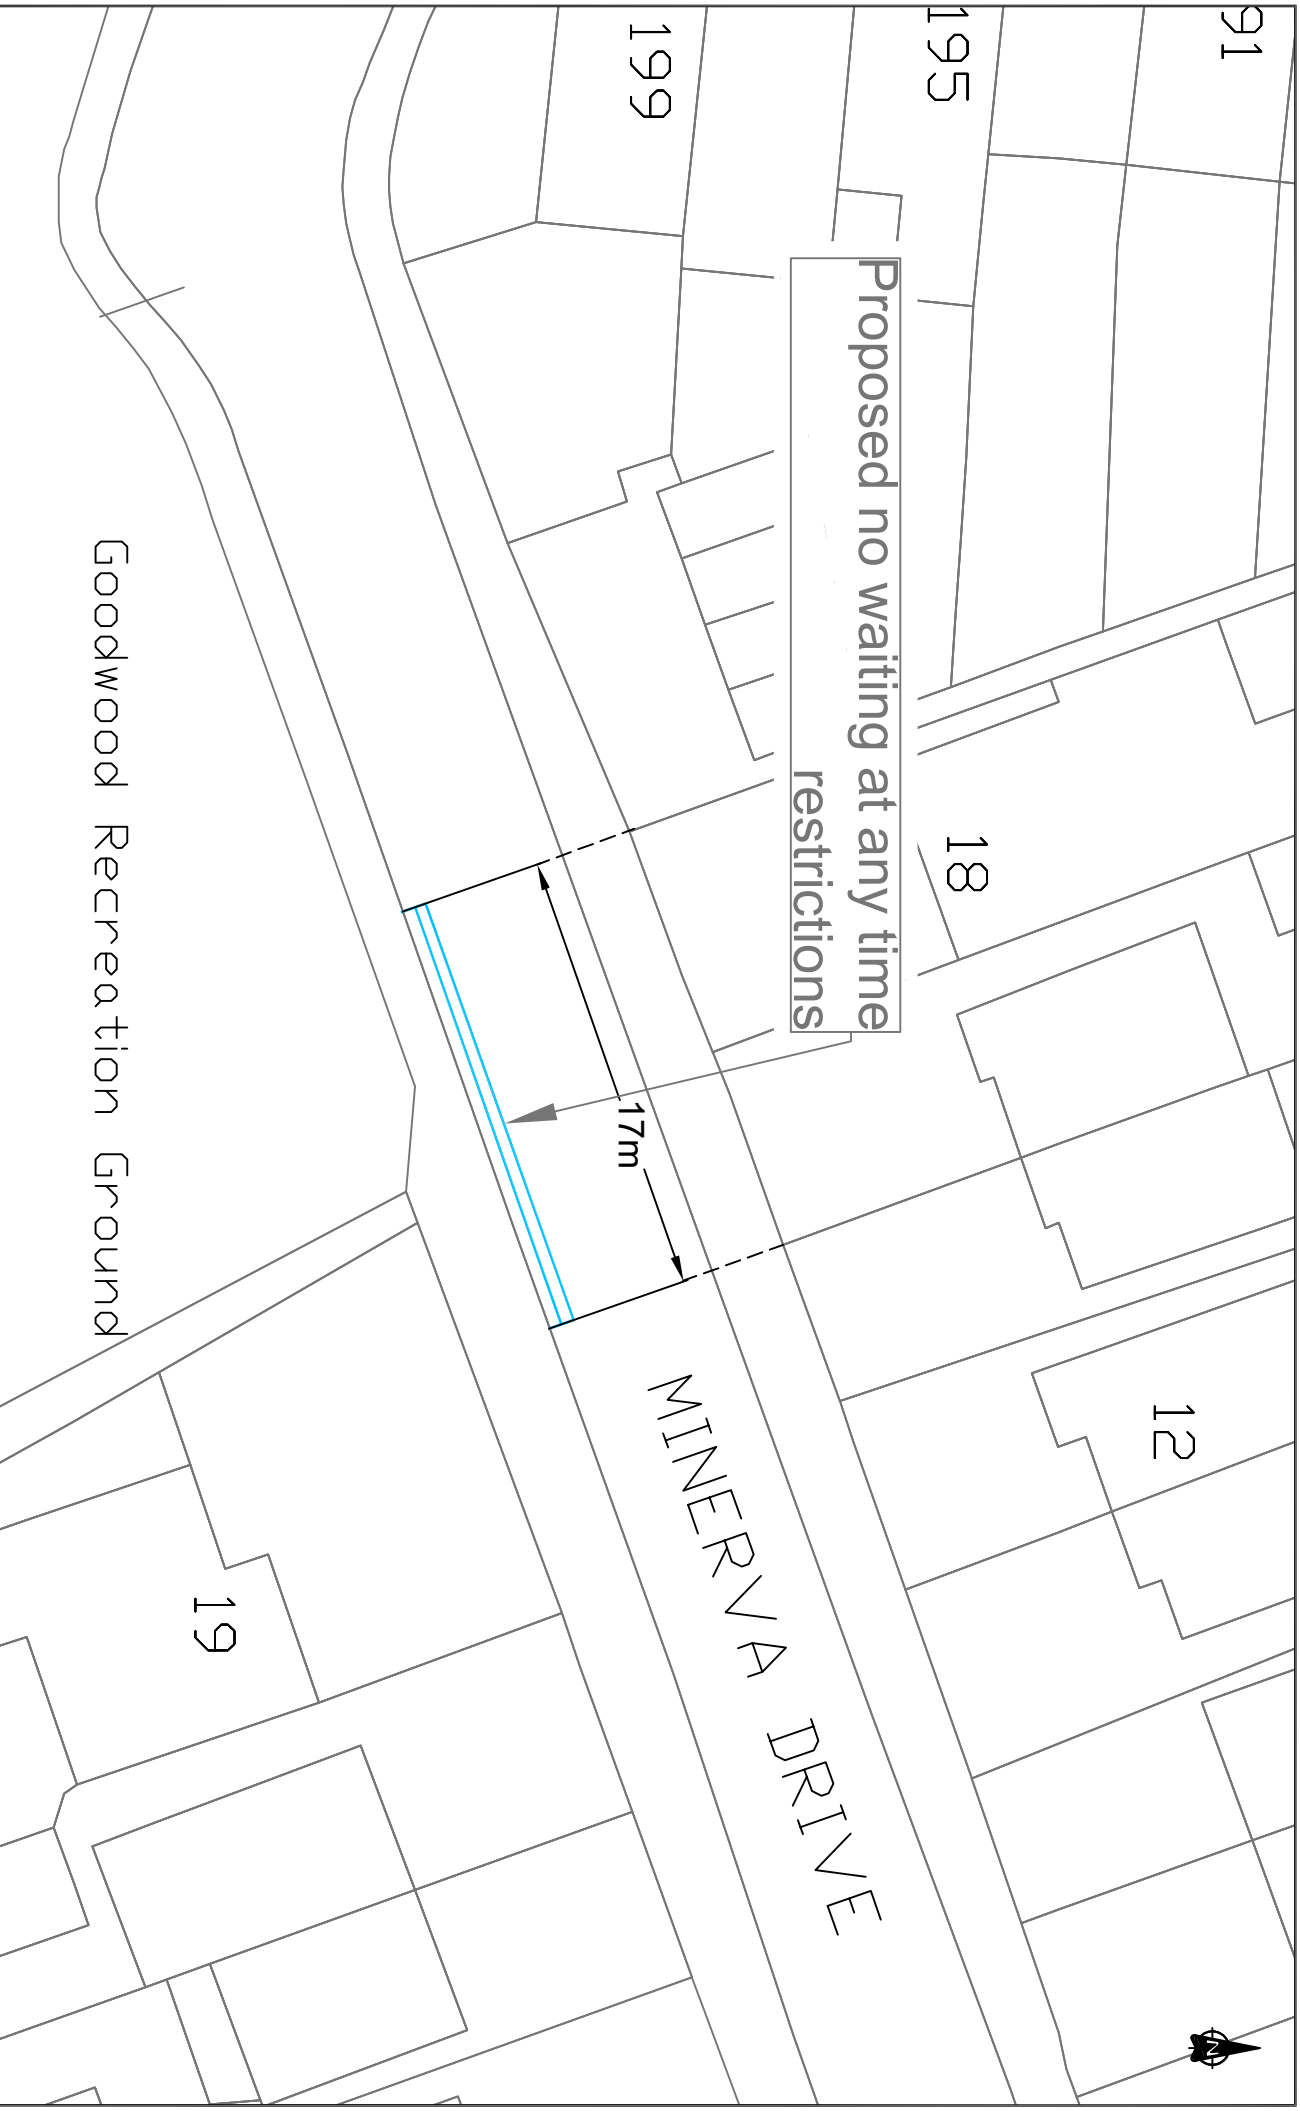 199
195
91
Proposed no waiting at any time
restrictions
18
17m
12
MINERVA DRIVE
Goodwood Recreation Ground
19
N